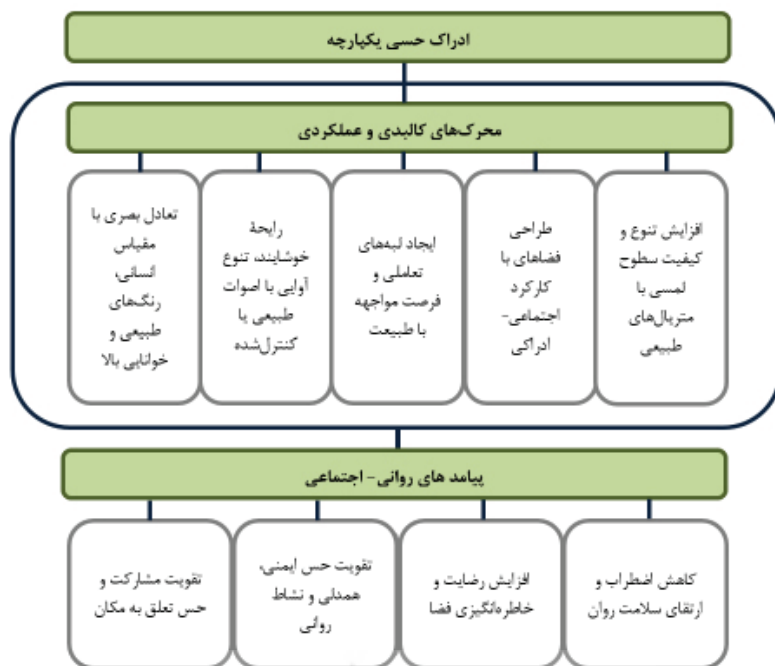 ادراک حسی یکپارچه
محرک‌های کالبدی و عملکردی
افزایش تنوع و
کیفیت سطوح
لمسی با
متریال‌های
طبیعی
طراحی
فضاهای با
کارکرد
اجتماعی-
ادراکی
ایجاد لبه‌های
تعاملی و
فرصت مواجهه
با طبیعت
رایحهٔ
خوشایند، تنوع
آوایی با اصوات
طبیعی یا
کنترل‌شده
تعادل بصری با
مقیاس
انسانی،
رنگ‌های
طبیعی و
خوانایی بالا
پیامد های روانی- اجتماعی
کاهش اضطراب و
ارتقای سلامت روان
افزایش رضایت و
خاطره‌انگیزی فضا
تقویت حس ایمنی،
همدلی و نشاط
روانی
تقویت مشارکت و
حس تعلق به مکان